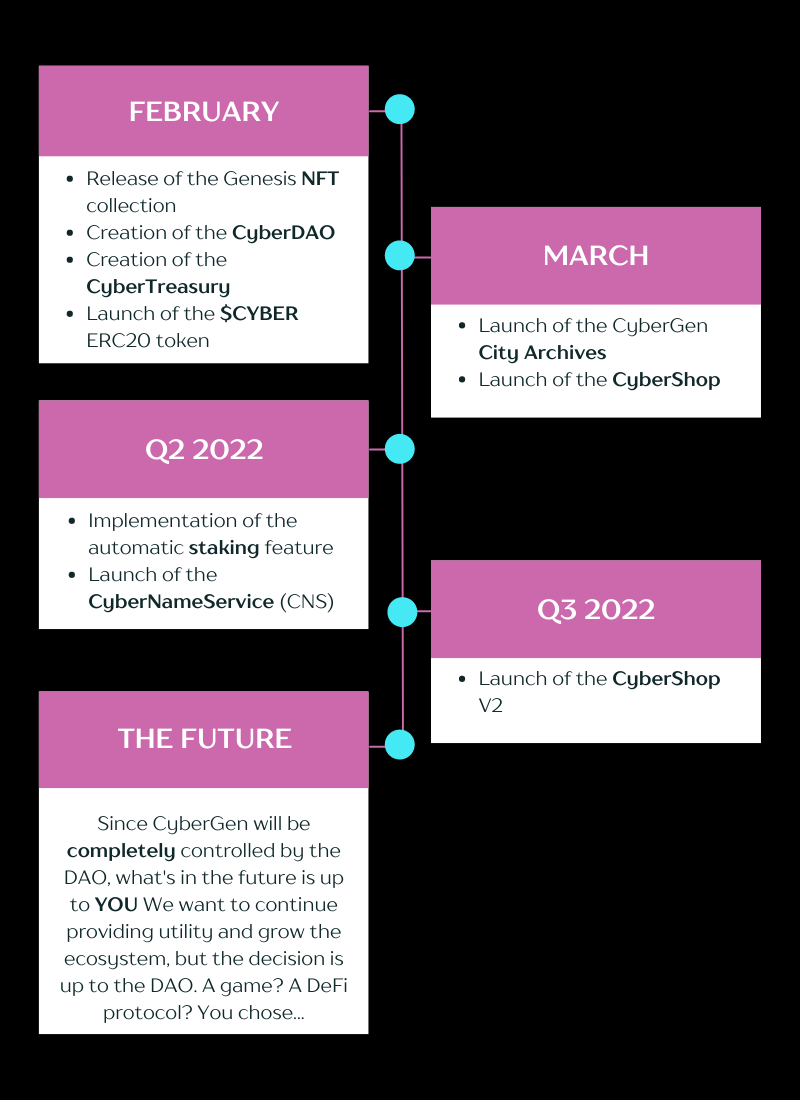 FEBRUARY
• Release of the Genesis NFT
collection
• Creation of the CyberDAO
• Creation of the
CyberTreasury
• Launch of the $CYBER
ERC20 token
MARCH
• Launch of the CyberGen
City Archives
• Launch of the CyberShop
Q2 2022
• Implementation of the
automatic staking feature
• Launch of the
CyberNameService (CNS)
Q3 2022
• Launch of the CyberShop
V2
THE FUTURE
Since CyberGen will be
completely controlled by the
DAO, what's in the future is up
to YOU We want to continue
providing utility and grow the
ecosystem, but the decision is
up to the DAO. A game? A DeFi
protocol? You chose...